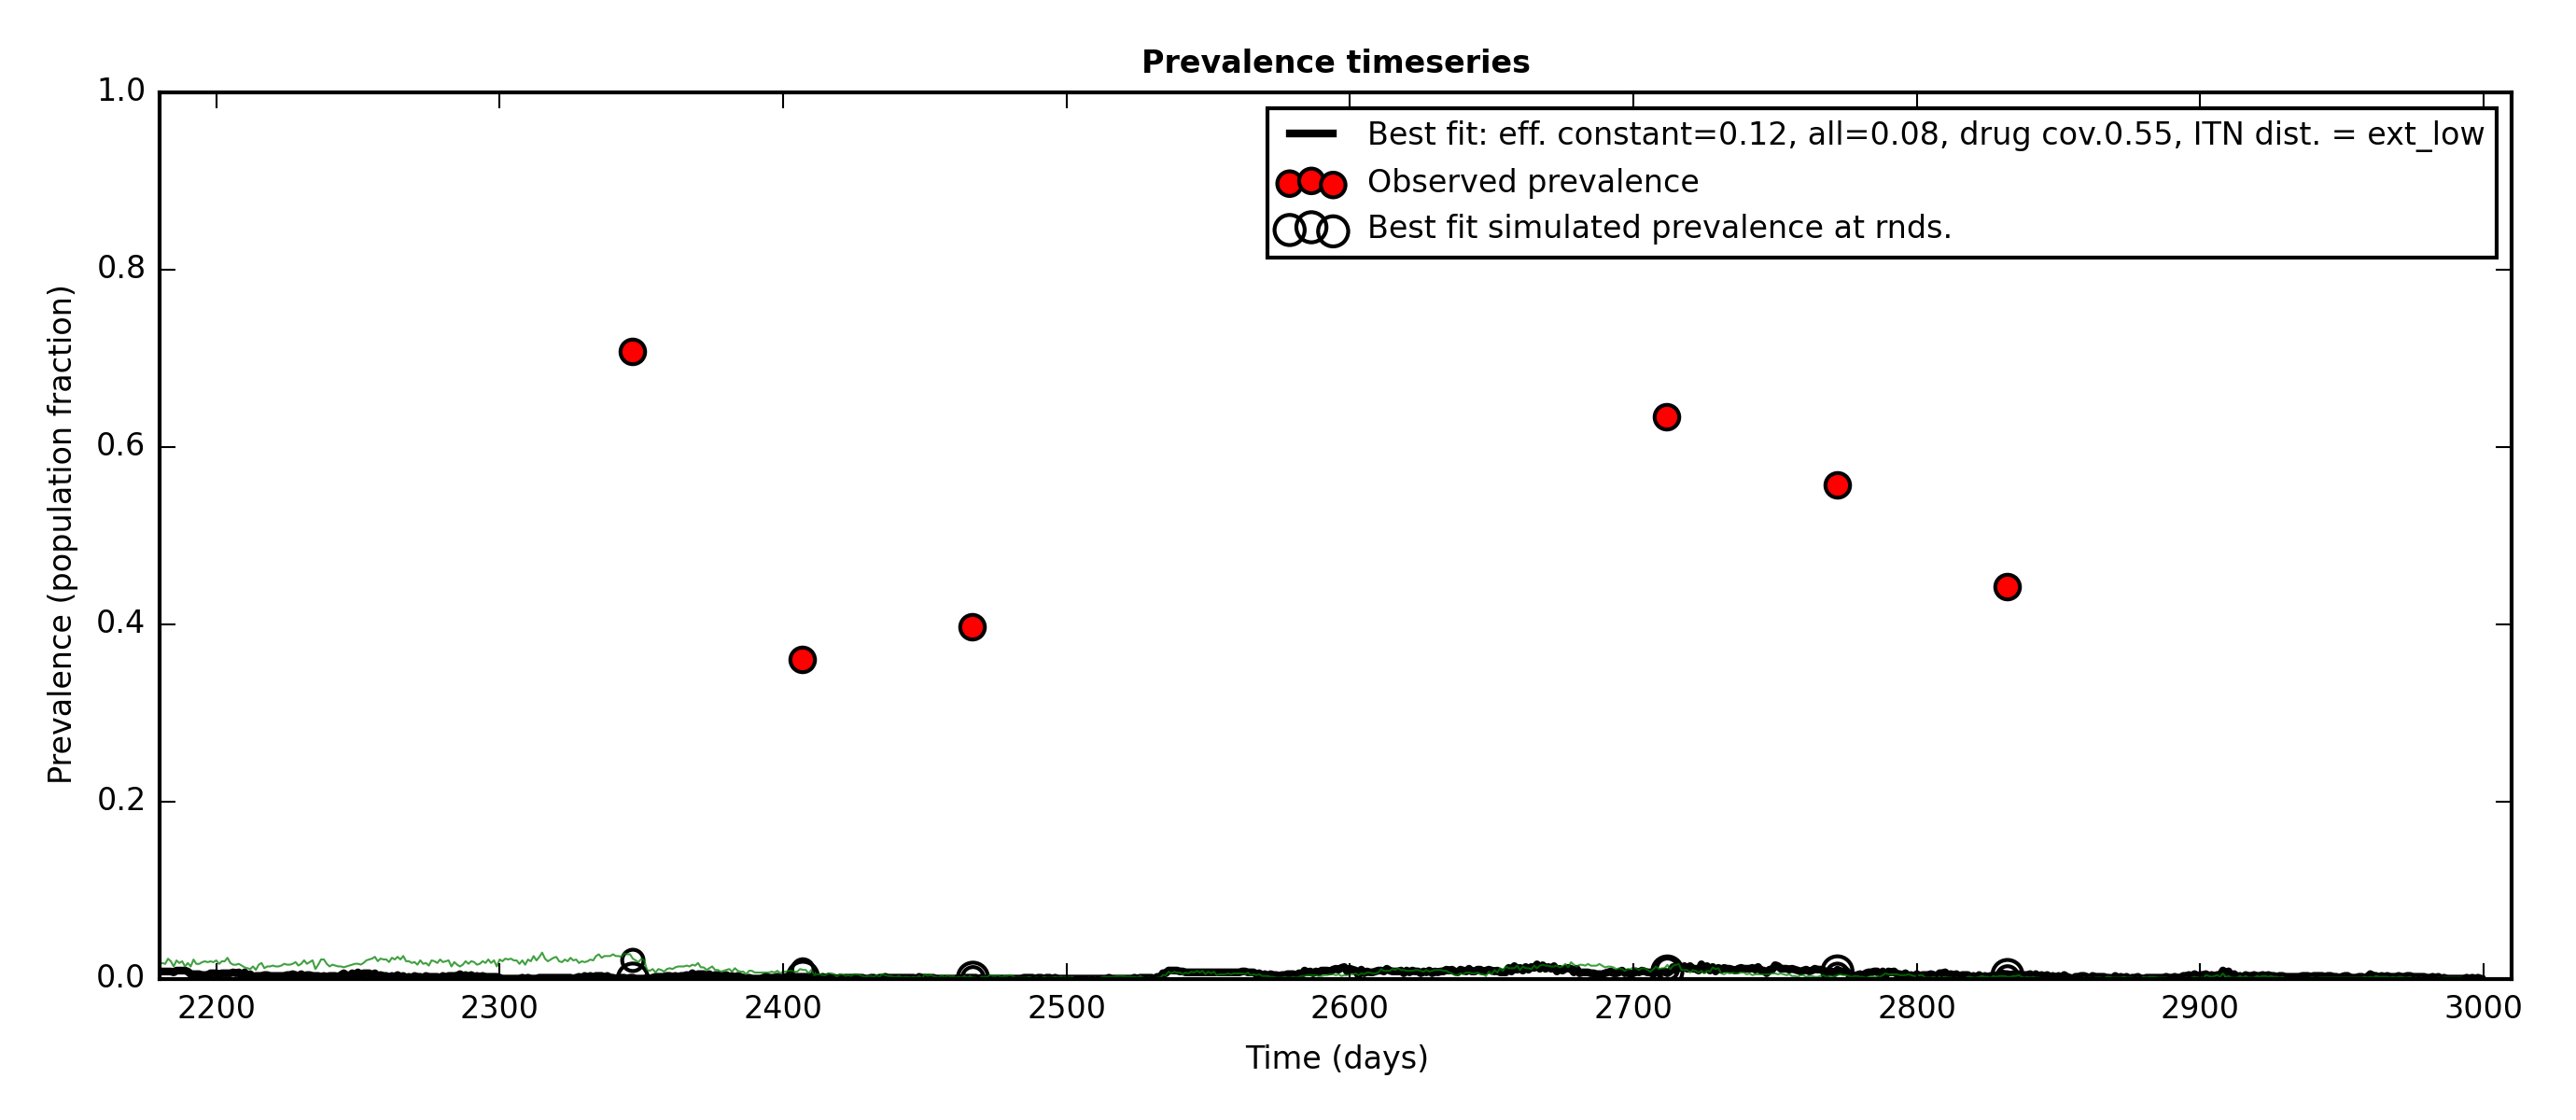 Prevalence timeseries
1.0
0.8
0.6
0.4
0.2
0.0
Prevalence (population fraction)
Best fit: eff. constant=0.12, all=0.08, drug cov.0.55, ITN dist. = ext_low
Observed prevalence
Best fit simulated prevalence at rnds.
2200 2300 2400 2500 2600 2700 2800 2900 3000
Time (days)